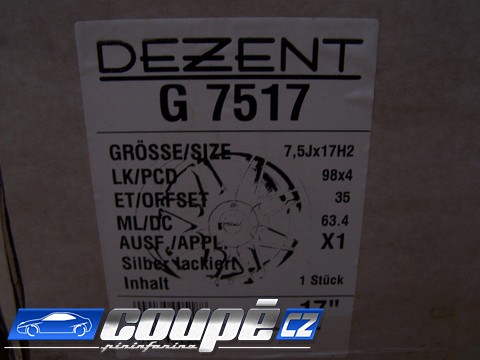 DEZENT
G 7517
GRÖSSE/SIZE 7,5Jx17H2
LK/PCD 98x4
ET/OFFSET 35
ML/DC 63.4
AUSF./APPL. X1
Silber lackiert
Inhalt 1 Stück
17"
coupé cz
pininfarina